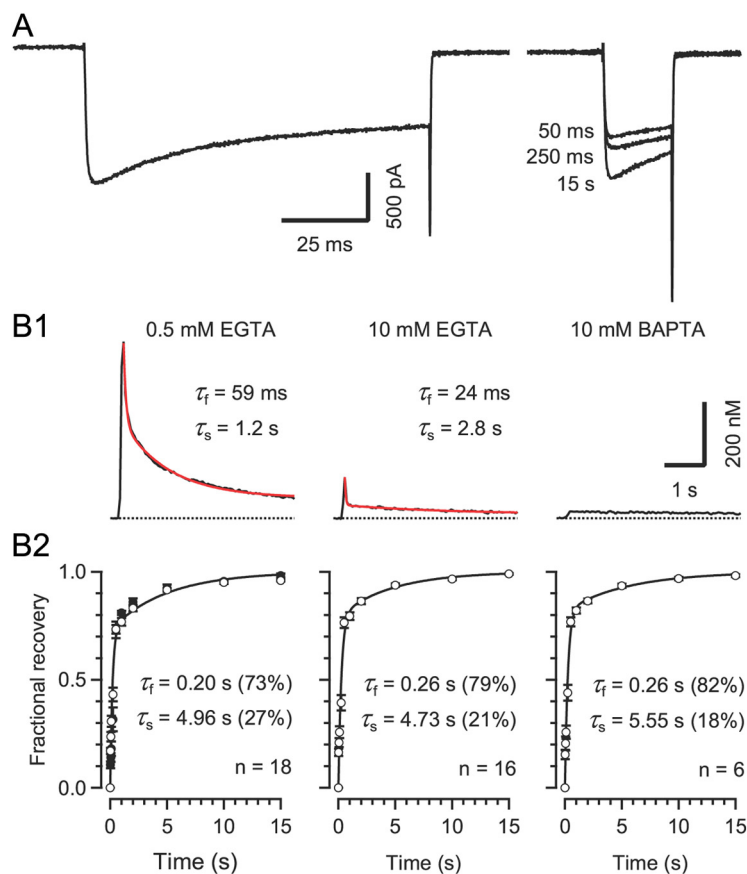 A
50 ms
250 ms
15 s
500 pA
25 ms
B1
0.5 mM EGTA
10 mM EGTA
10 mM BAPTA
τf = 59 ms
τs = 1.2 s
τf = 24 ms
τs = 2.8 s
200 nM
1 s
B2
Fractional recovery
1.0
0.5
0.0
τf = 0.20 s (73%)
τs = 4.96 s (27%)
n = 18
τf = 0.26 s (79%)
τs = 4.73 s (21%)
n = 16
τf = 0.26 s (82%)
τs = 5.55 s (18%)
n = 6
0 5 10 15
0 5 10 15
0 5 10 15
Time (s)
Time (s)
Time (s)